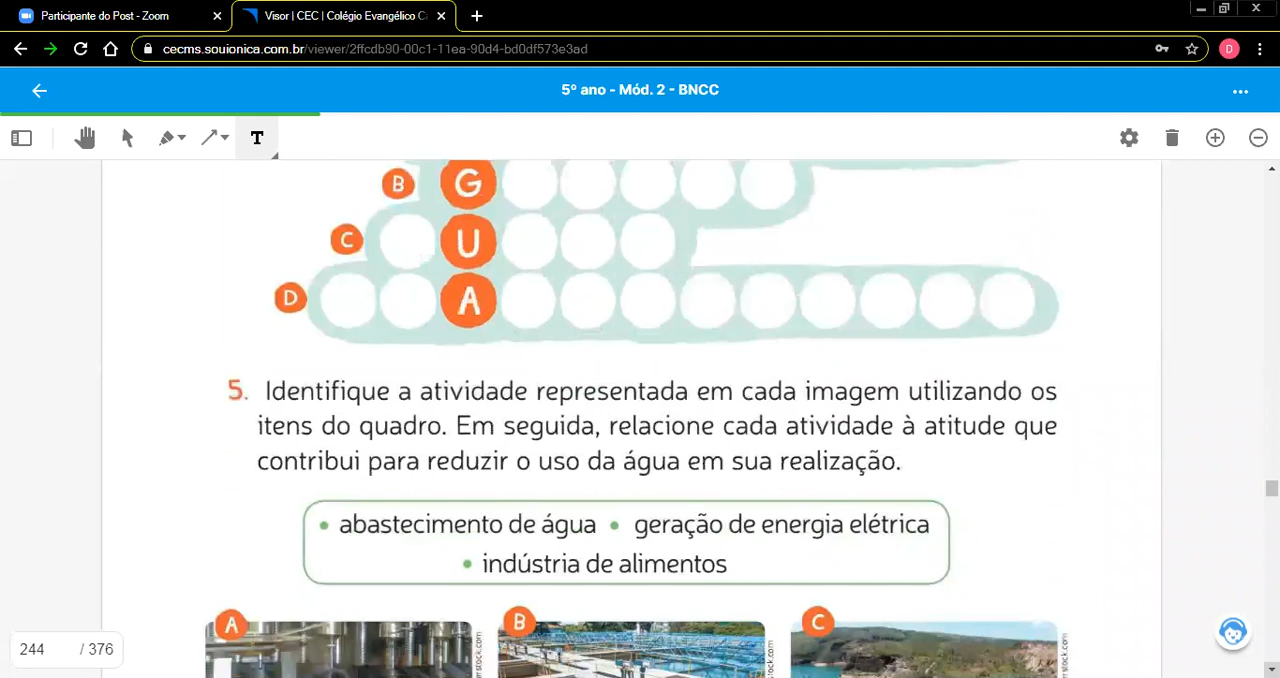 Participante do Post - Zoom
Visor | CEC | Colégio Evangélico C
cecms.souionica.com.br/viewer/2ffcdb90-00c1-11ea-90d4-bd0df573e3ad
D
5º ano - Mód. 2 - BNCC
T
B G
C U
D A
5. Identifique a atividade representada em cada imagem utilizando os
itens do quadro. Em seguida, relacione cada atividade à atitude que
contribui para reduzir o uso da água em sua realização.
• abastecimento de água • geração de energia elétrica
• indústria de alimentos
A B C
244 / 376